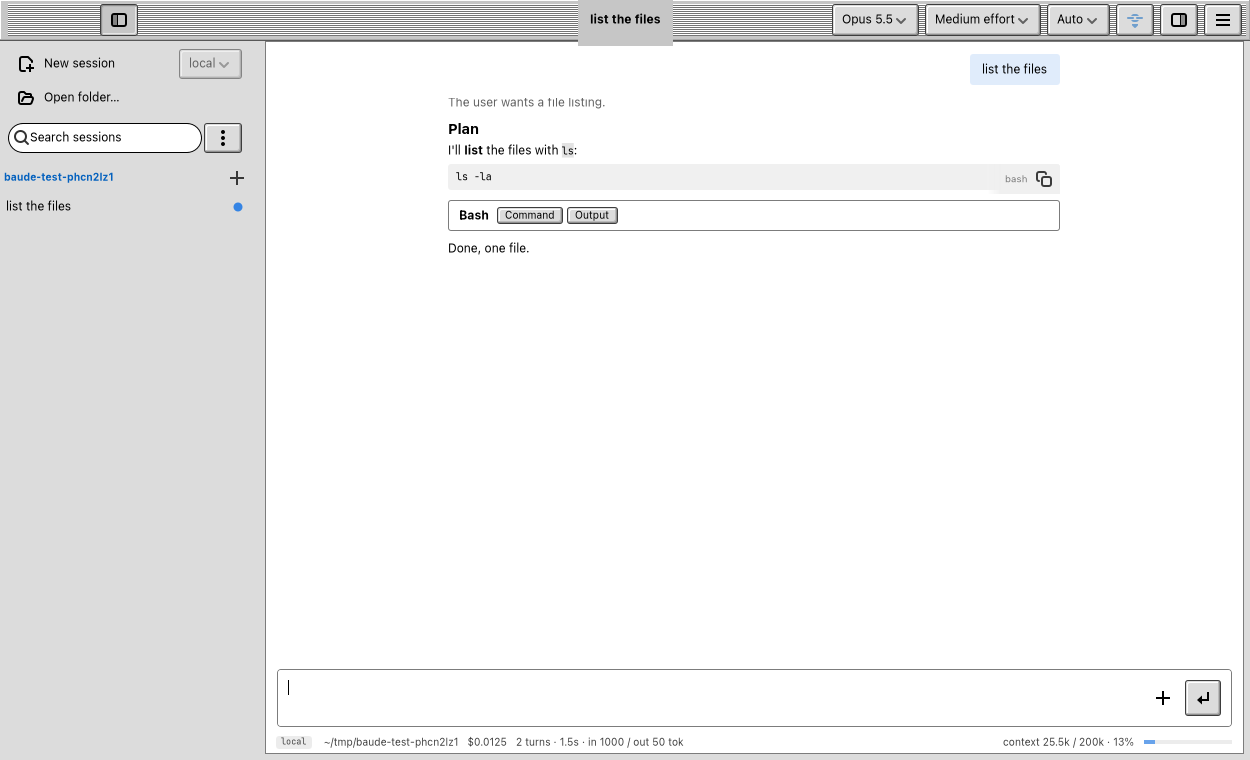 list the files
Opus 5.5
Medium effort
Auto
New session
local
Open folder...
Search sessions
baude-test-phcn2lz1
list the files
list the files
The user wants a file listing.
Plan
I'll list the files with ls:
ls -la
bash
Bash Command Output
Done, one file.
local ~/tmp/baude-test-phcn2lz1 $0.0125 2 turns · 1.5s · in 1000 / out 50 tok
context 25.5k / 200k · 13%